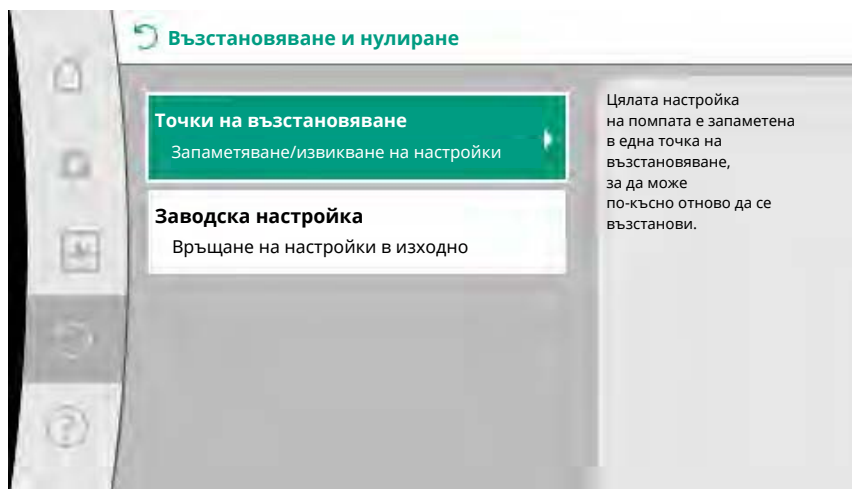 Възстановяване и нулиране
Точки на възстановяване
Запаметяване/извикване на настройки
Заводска настройка
Връщане на настройки в изходно
Цялата настройка
на помпата е запаметена
в една точка на
възстановяване,
за да може
по-късно отново да се
възстанови.